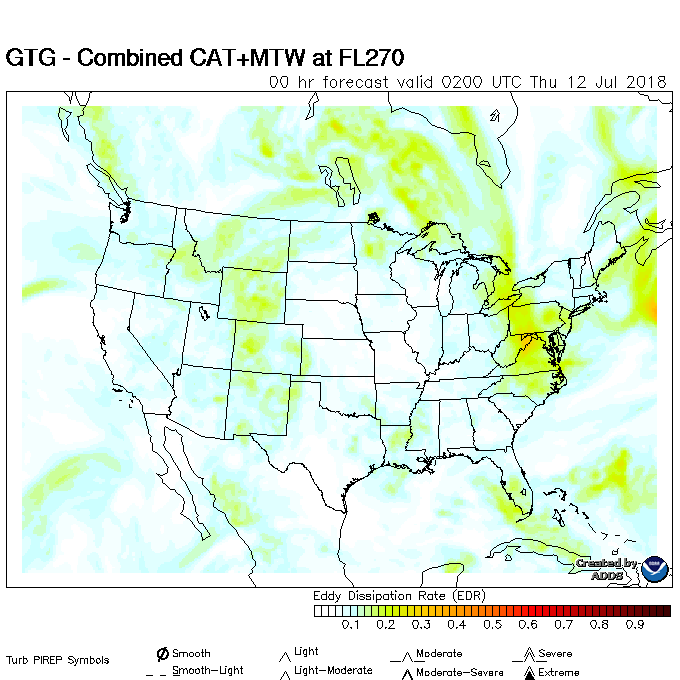 GTG - Combined CAT+MTW at FL270
00 hr forecast valid 0200 UTC Thu 12 Jul 2018
Created by
ADDS
Eddy Dissipation Rate (EDR)
0.1 0.2 0.3 0.4 0.5 0.6 0.7 0.8 0.9
Turb PIREP Symbols
Smooth Light Moderate Severe
Smooth-Light Light-Moderate Moderate-Severe Extreme